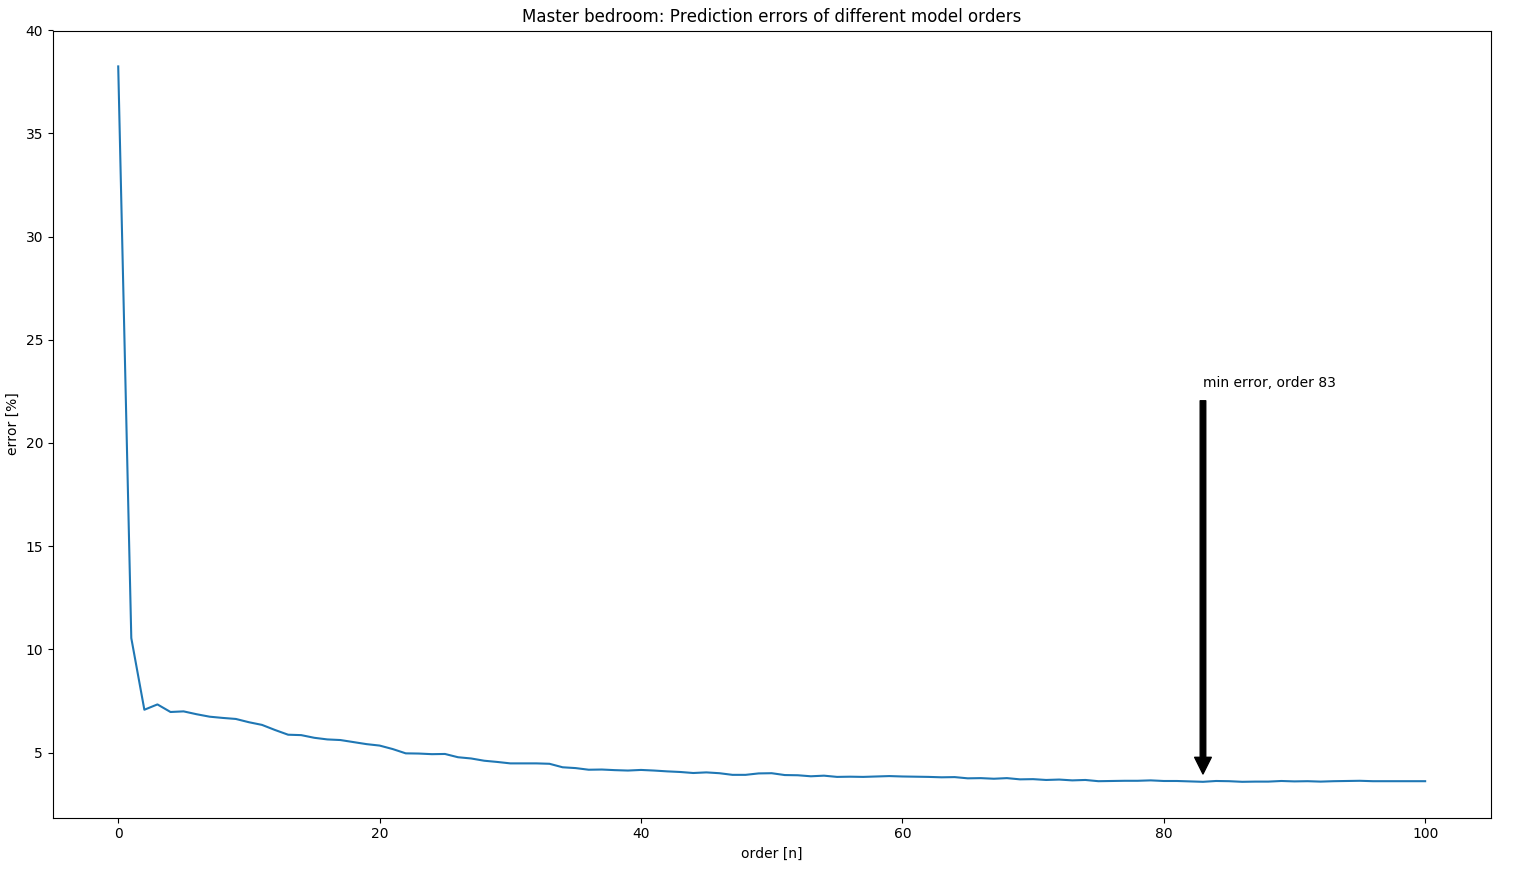 Master bedroom: Prediction errors of different model orders
40
35
30
25
20
15
10
5
error [%]
min error, order 83
0 20 40 60 80 100
order [n]